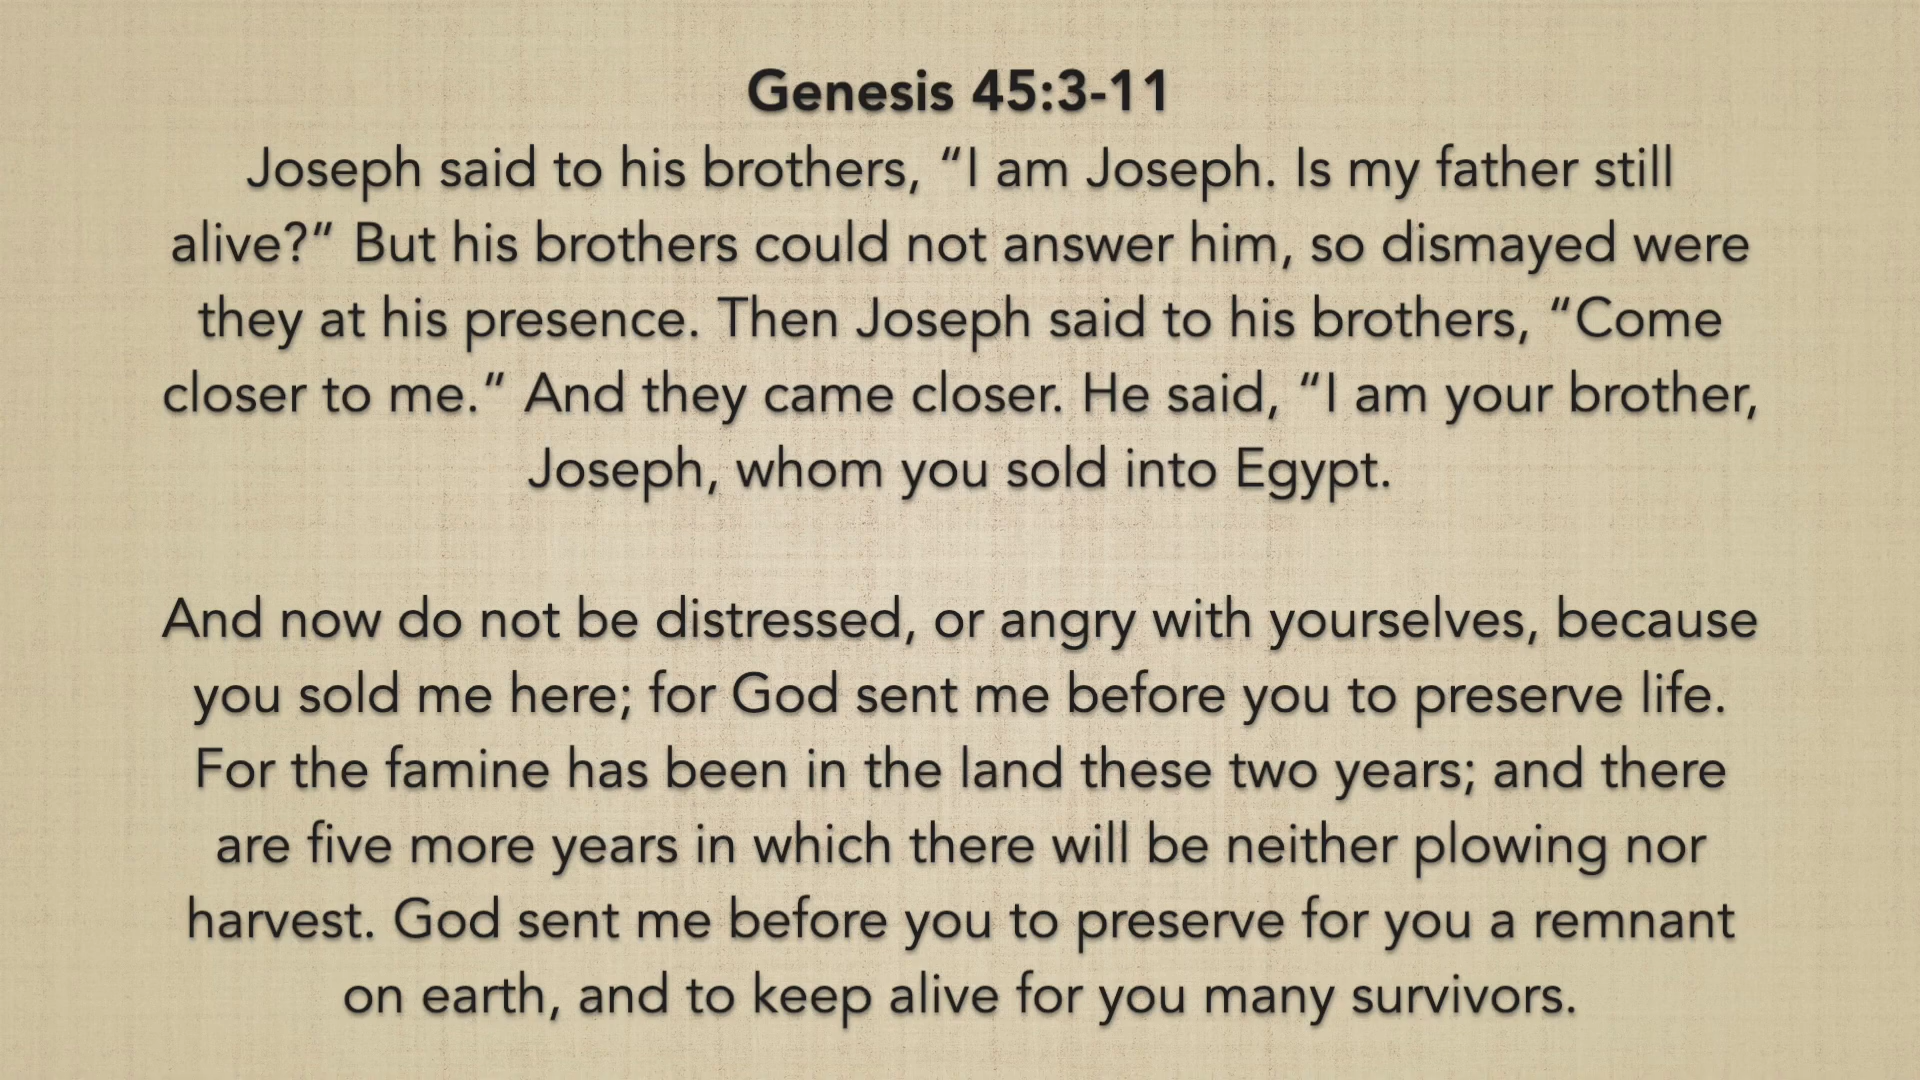 Genesis 45:3-11
Joseph said to his brothers, “I am Joseph. Is my father still
alive?” But his brothers could not answer him, so dismayed were
they at his presence. Then Joseph said to his brothers, “Come
closer to me.” And they came closer. He said, “I am your brother,
Joseph, whom you sold into Egypt.
And now do not be distressed, or angry with yourselves, because
you sold me here; for God sent me before you to preserve life.
For the famine has been in the land these two years; and there
are five more years in which there will be neither plowing nor
harvest. God sent me before you to preserve for you a remnant
on earth, and to keep alive for you many survivors.